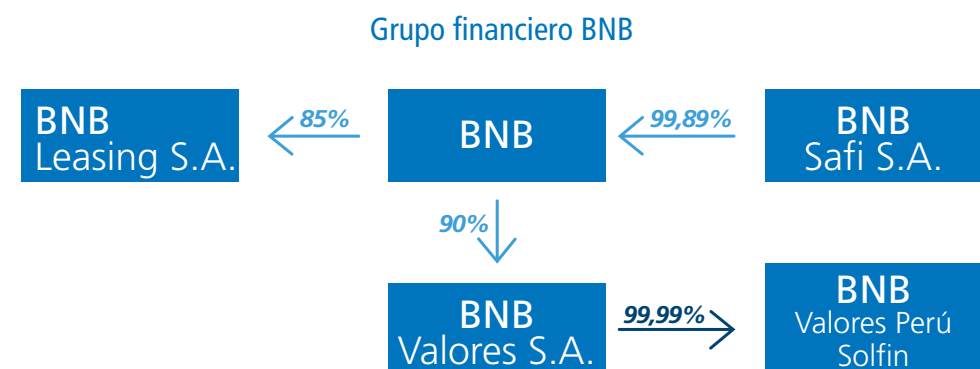 Grupo financiero BNB
BNB
Leasing S.A.
85%
BNB
99,89%
BNB
Safi S.A.
90%
BNB
Valores S.A.
99,99%
BNB
Valores Perú
Solfin